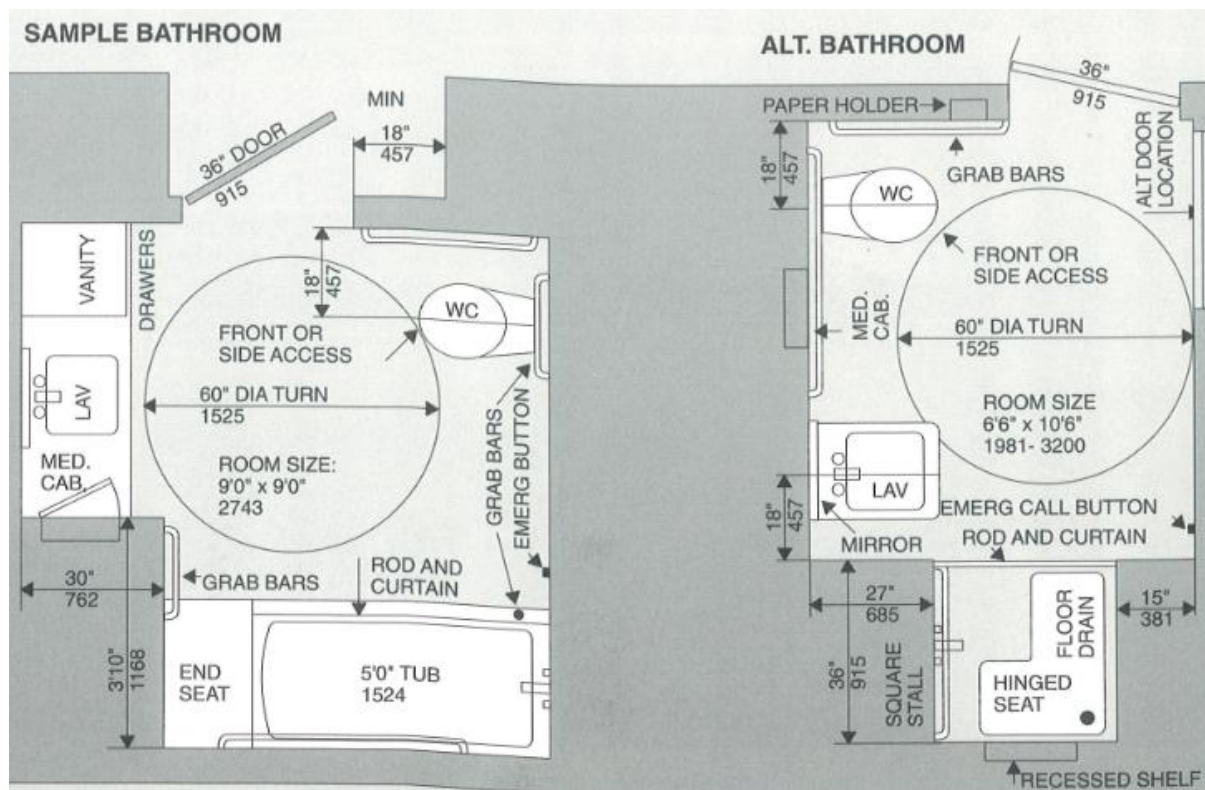 SAMPLE BATHROOM
MIN
18"
457
36" DOOR
915
VANITY
DRAWERS
18"
457
WC
FRONT OR
SIDE ACCESS
LAV
60" DIA TURN
1525
MED.
CAB.
ROOM SIZE:
9'0" x 9'0"
2743
GRAB BARS
EMERG BUTTON
30"
762
GRAB BARS
ROD AND
CURTAIN
3'10"
1168
END
SEAT
5'0" TUB
1524
ALT. BATHROOM
36"
915
PAPER HOLDER
18"
457
GRAB BARS
ALT DOOR
LOCATION
WC
FRONT OR
SIDE ACCESS
MED.
CAB.
60" DIA TURN
1525
ROOM SIZE
6'6" x 10'6"
1981- 3200
LAV
18"
457
EMERG CALL BUTTON
MIRROR
ROD AND CURTAIN
27"
685
15"
381
36"
915
SQUARE
STALL
FLOOR
DRAIN
HINGED
SEAT
RECESSED SHELF